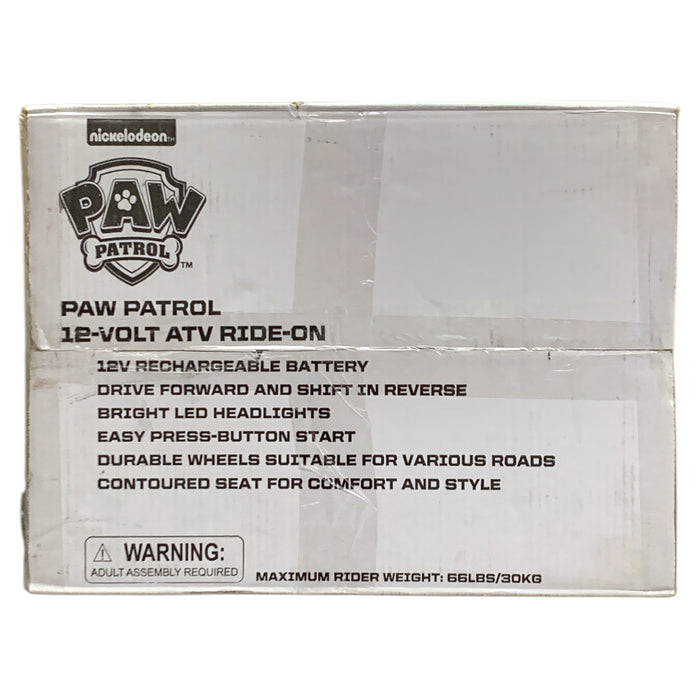 nickelodeon™
PAW
PATROL™
PAW PATROL
12-VOLT ATV RIDE-ON
12V RECHARGEABLE BATTERY
DRIVE FORWARD AND SHIFT IN REVERSE
BRIGHT LED HEADLIGHTS
EASY PRESS-BUTTON START
DURABLE WHEELS SUITABLE FOR VARIOUS ROADS
CONTOURED SEAT FOR COMFORT AND STYLE
WARNING:
ADULT ASSEMBLY REQUIRED
MAXIMUM RIDER WEIGHT: 66LBS/30KG